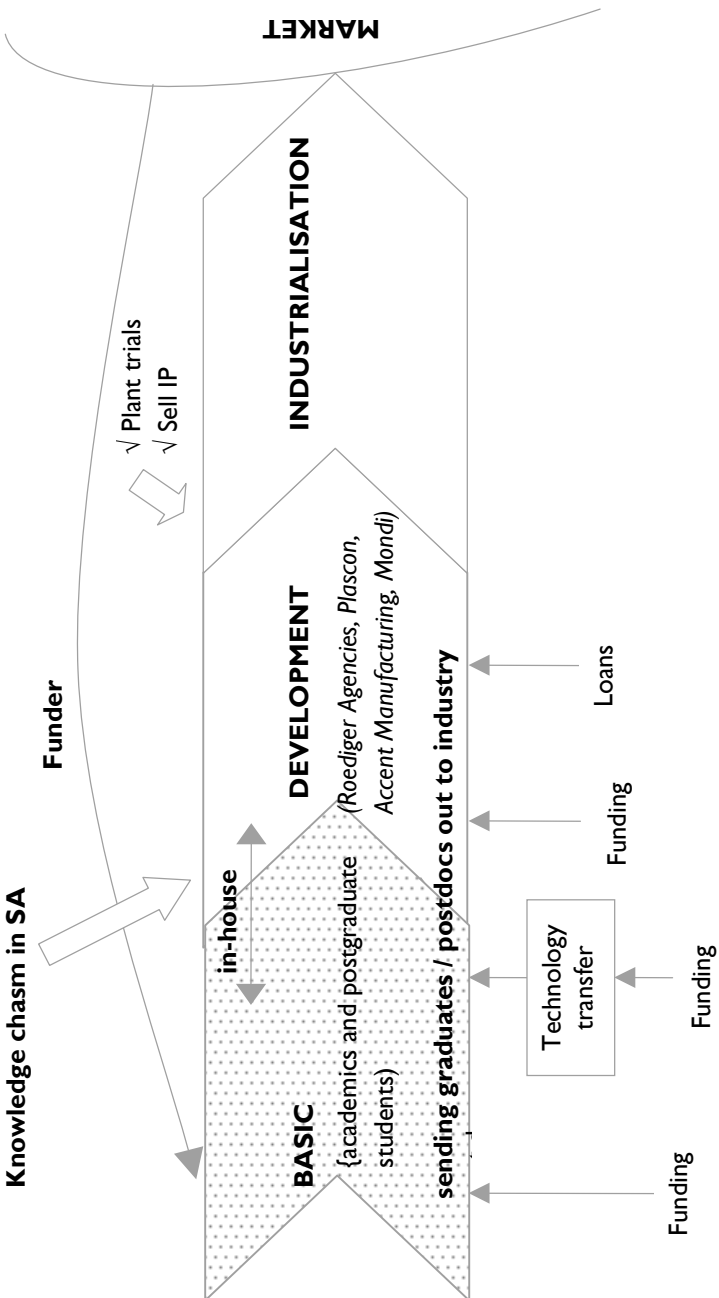 Knowledge chasm in SA
Funder
√ Plant trials
√ Sell IP
MARKET
in-house
BASIC
{academics and postgraduate
students)
DEVELOPMENT
(Roediger Agencies, Plascon,
Accent Manufacturing, Mondi)
INDUSTRIALISATION
sending graduates / postdocs out to industry
Funding
Technology
transfer
Funding
Funding
Loans